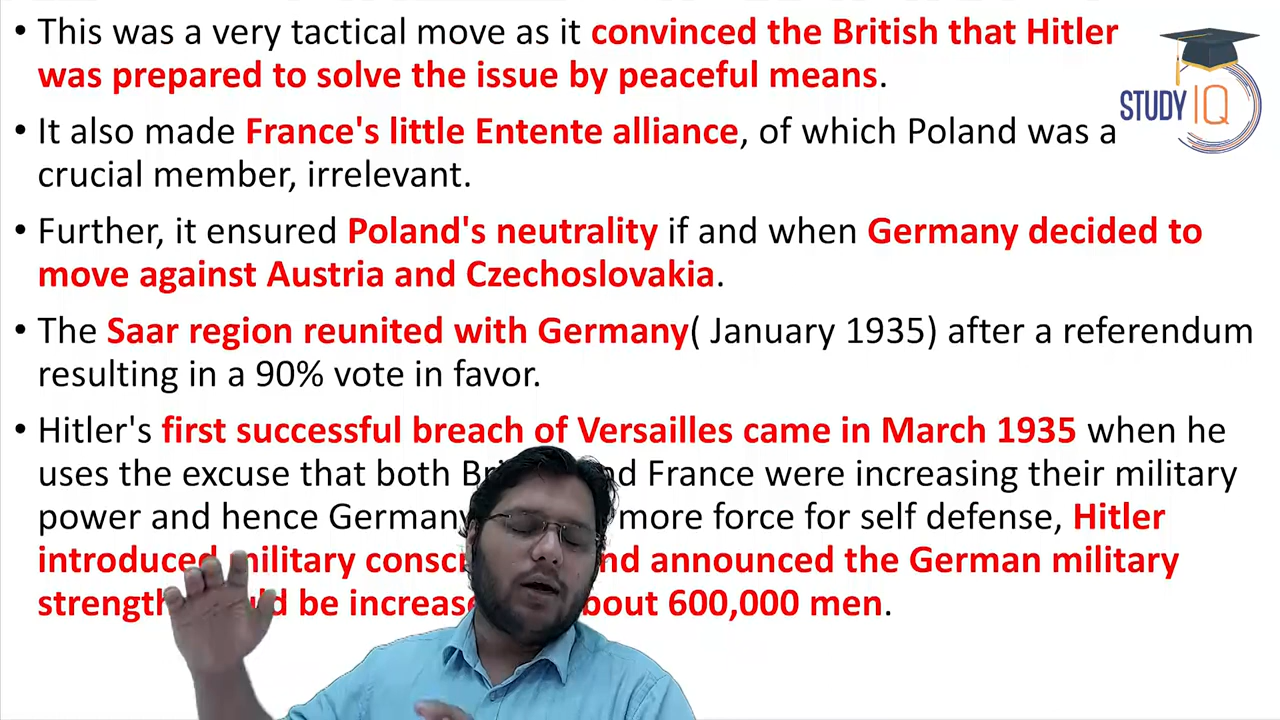 • This was a very tactical move as it convinced the British that Hitler
was prepared to solve the issue by peaceful means.
• It also made France's little Entente alliance, of which Poland was a
crucial member, irrelevant.
• Further, it ensured Poland's neutrality if and when Germany decided to
move against Austria and Czechoslovakia.
• The Saar region reunited with Germany( January 1935) after a referendum
resulting in a 90% vote in favor.
• Hitler's first successful breach of Versailles came in March 1935 when he
uses the excuse that both and France were increasing their military
power and hence Germany more force for self defense, Hitler
introduced military and announced the German military
strength be about 600,000 men.
STUDY IQ